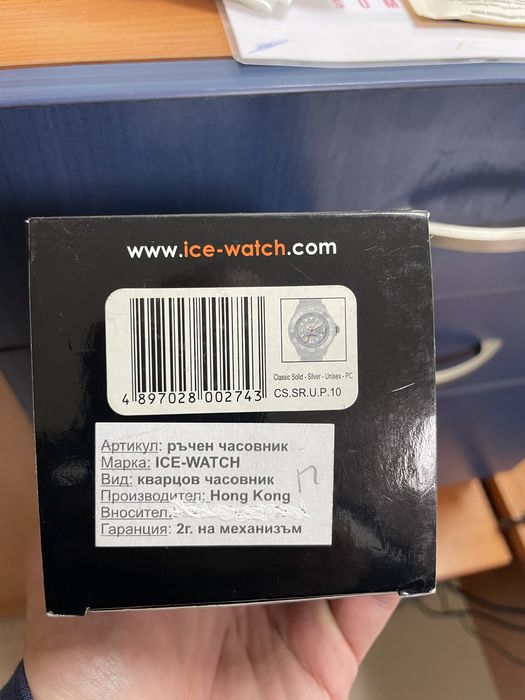 SUM
www.ice-watch.com
4 897028 002743
Classic Solid - Silver - Unisex - PC
CS.SR.U.P.10
Артикул: ръчен часовник
Марка: ICE-WATCH
Вид: кварцов часовник
Производител: Hong Kong
Вносител:
Гаранция: 2г. на механизъм